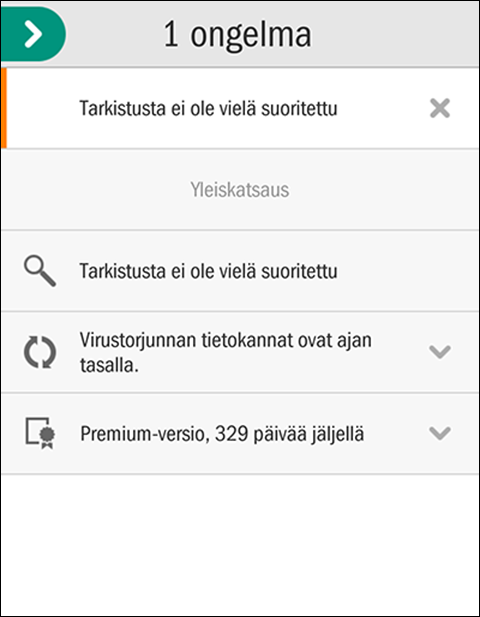 1 ongelma
Tarkistusta ei ole vielä suoritettu
Yleiskatsaus
Tarkistusta ei ole vielä suoritettu
Virustorjunnan tietokannat ovat ajan
tasalla.
Premium-versio, 329 päivää jäljellä